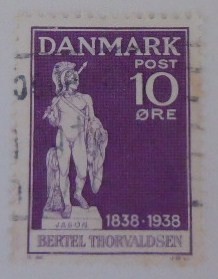 DANMARK
POST
10
ØRE
JASON
1838-1938
BERTEL THORVALDSEN